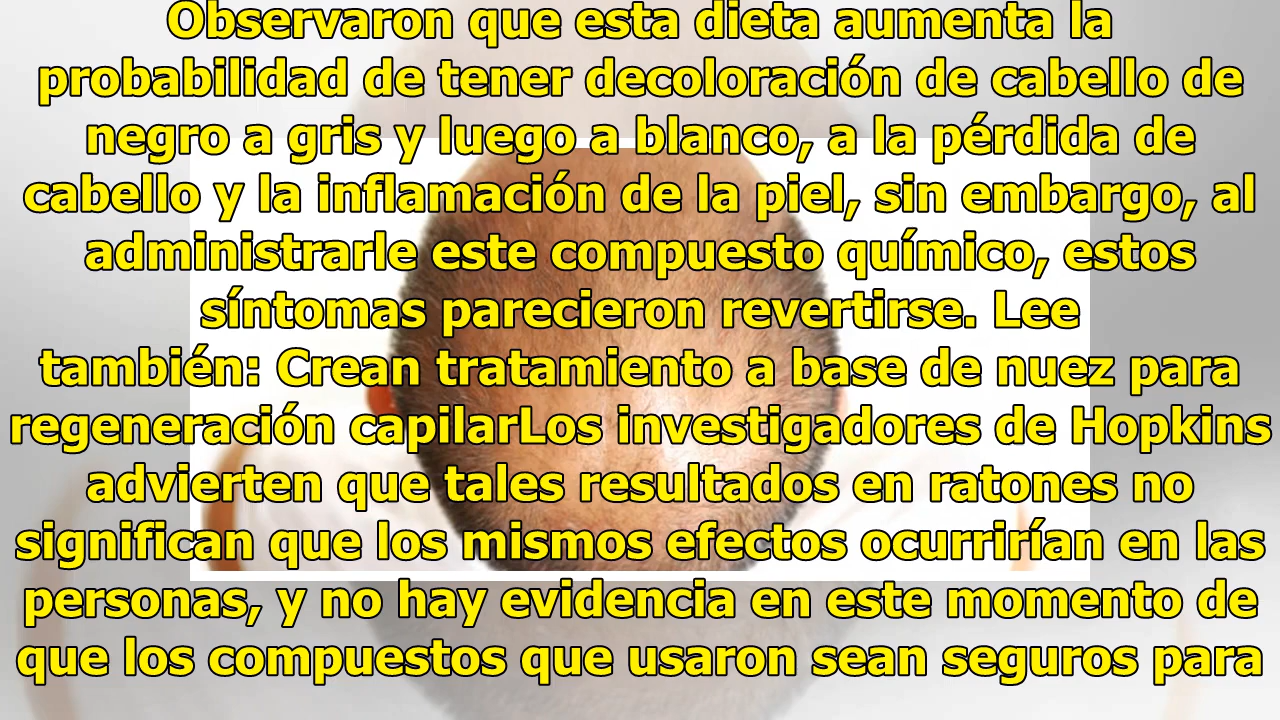 Observaron que esta dieta aumenta la
probabilidad de tener decoloración de cabello de
negro a gris y luego a blanco, a la pérdida de
cabello y la inflamación de la piel, sin embargo, al
administrarle este compuesto químico, estos
síntomas parecieron revertirse. Lee
también: Crean tratamiento a base de nuez para
regeneración capilarLos investigadores de Hopkins
advierten que tales resultados en ratones no
significan que los mismos efectos ocurrirían en las
personas, y no hay evidencia en este momento de
que los compuestos que usaron sean seguros para